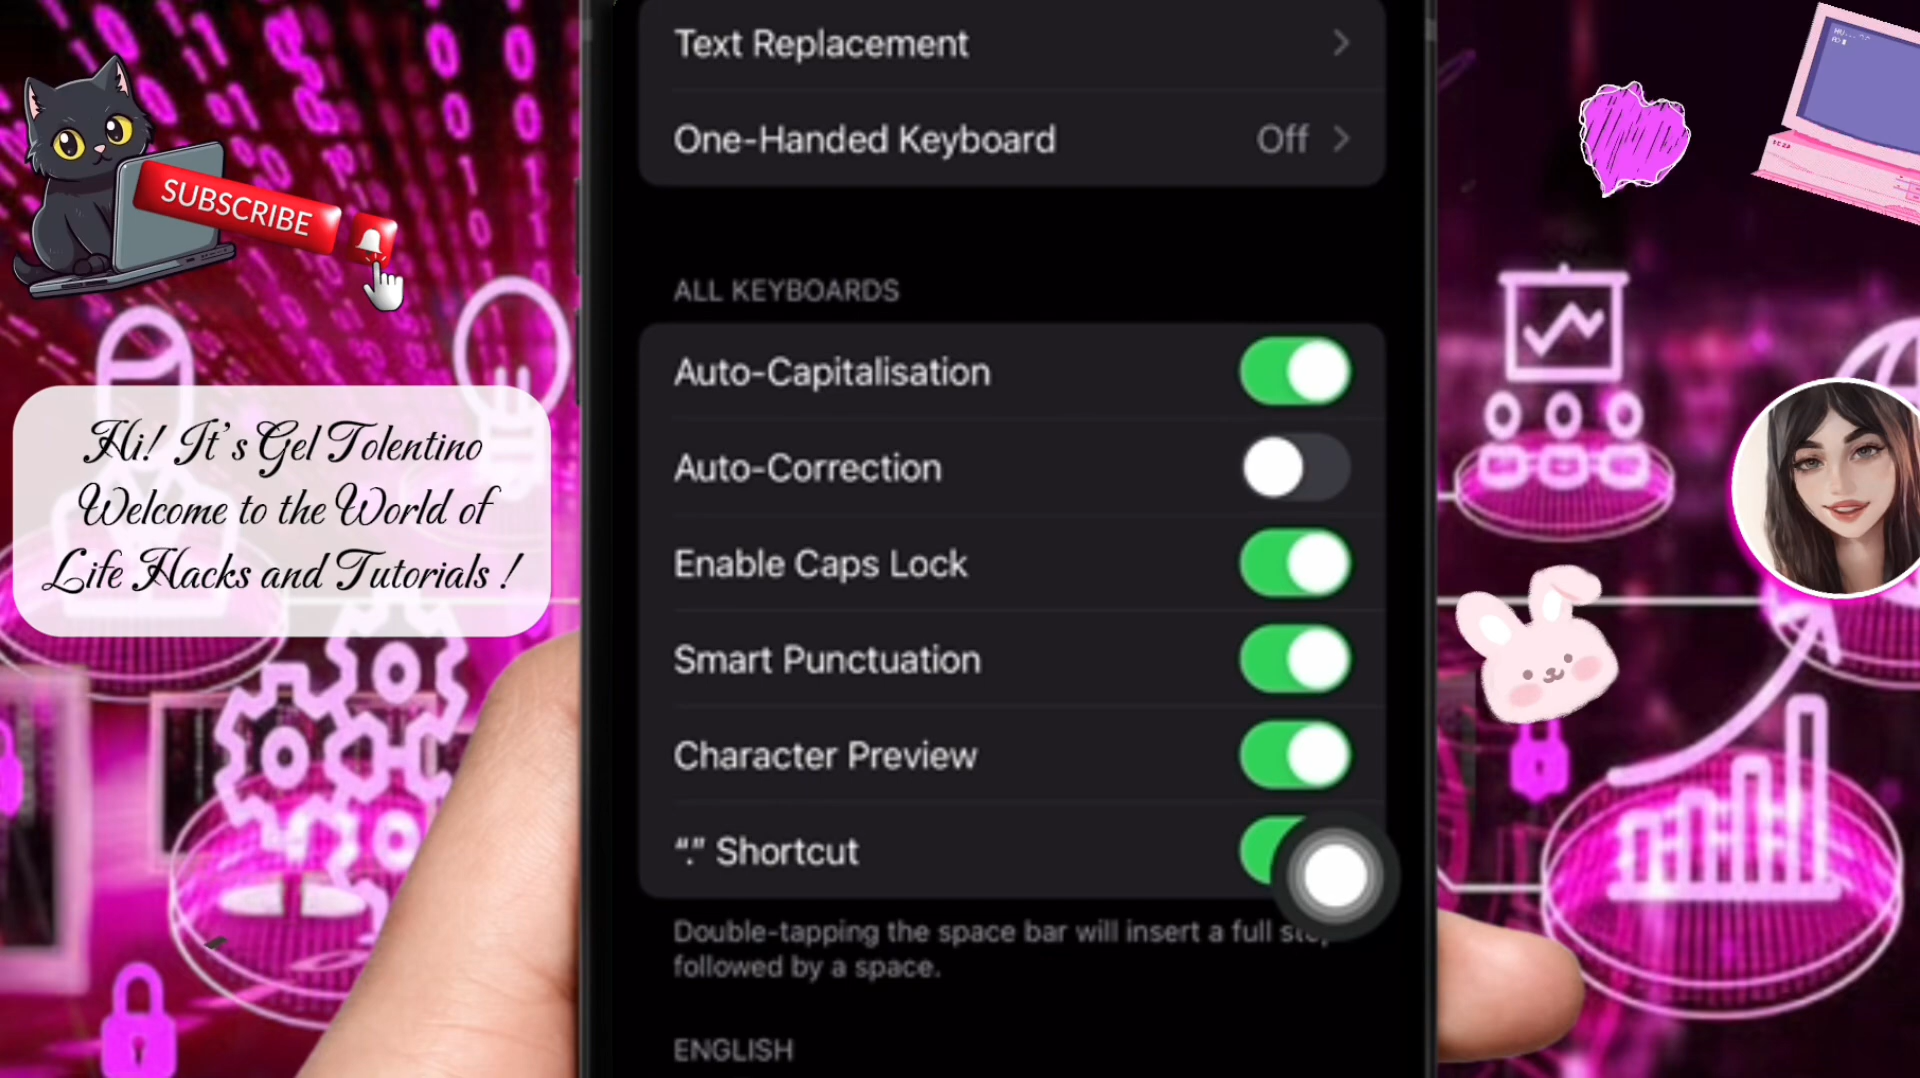 SUBSCRIBE
Hi! It's Gel Tolentino
Welcome to the World of
Life Hacks and Tutorials !
Text Replacement
One-Handed Keyboard Off
ALL KEYBOARDS
Auto-Capitalisation
Auto-Correction
Enable Caps Lock
Smart Punctuation
Character Preview
“.” Shortcut
Double-tapping the space bar will insert a full
followed by a space.
ENGLISH